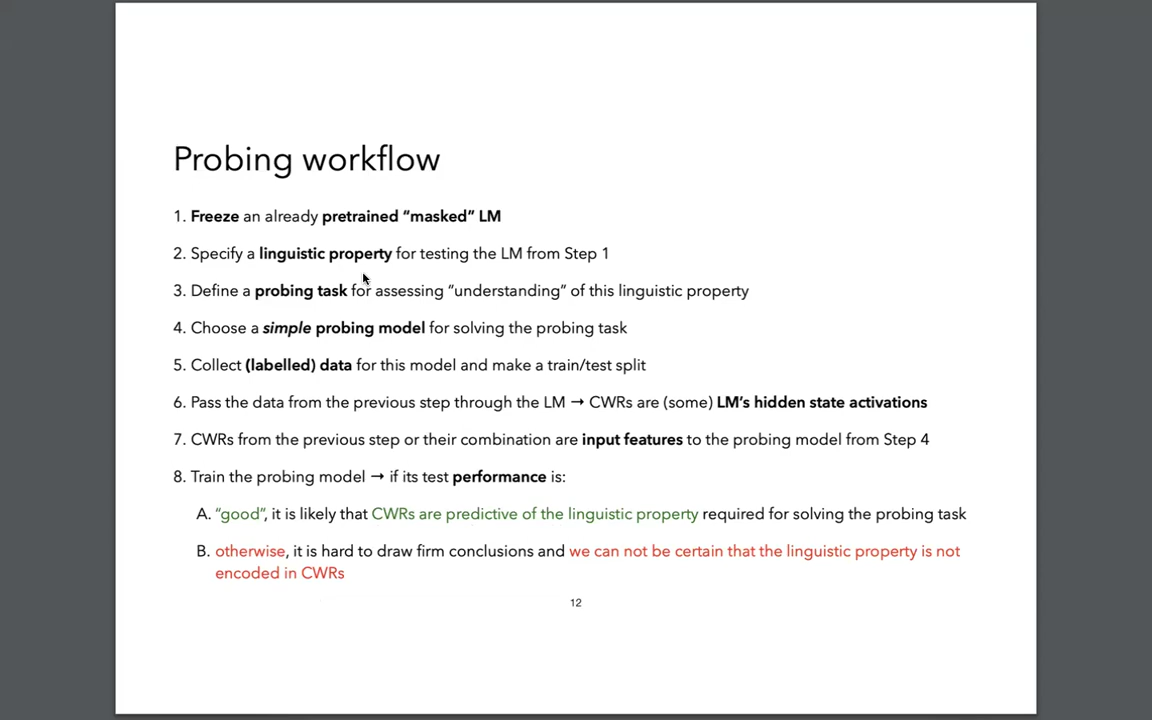 Probing workflow
1. Freeze an already pretrained “masked” LM
2. Specify a linguistic property for testing the LM from Step 1
3. Define a probing task for assessing “understanding” of this linguistic property
4. Choose a simple probing model for solving the probing task
5. Collect (labelled) data for this model and make a train/test split
6. Pass the data from the previous step through the LM → CWRs are (some) LM’s hidden state activations
7. CWRs from the previous step or their combination are input features to the probing model from Step 4
8. Train the probing model → if its test performance is:
A. “good”, it is likely that CWRs are predictive of the linguistic property required for solving the probing task
B. otherwise, it is hard to draw firm conclusions and we can not be certain that the linguistic property is not
encoded in CWRs
12